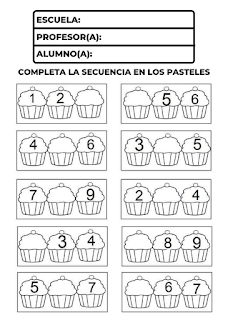 ESCUELA:
PROFESOR(A):
ALUMNO(A):
COMPLETA LA SECUENCIA EN LOS PASTELES
1 2 5 6
4 6 3 5
7 9 2 4
3 4 8 9
5 7 6 7